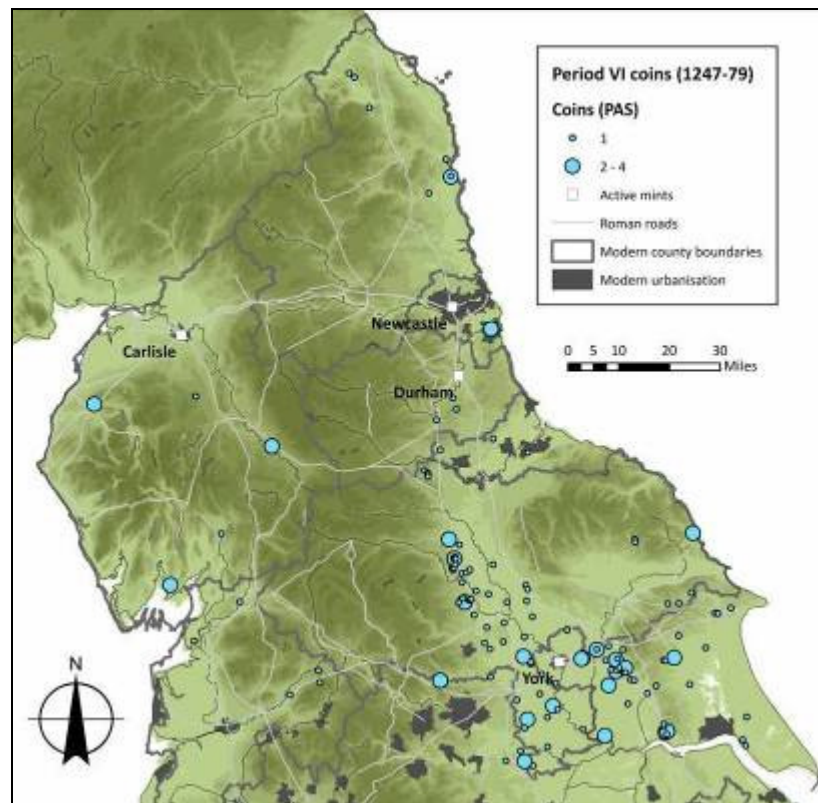 Period VI coins (1247-79)
Coins (PAS)
1
2 - 4
Active mints
Roman roads
Modern county boundaries
Modern urbanisation
Newcastle
Carlisle
0 5 10 20 30
Miles
Durham
York
N